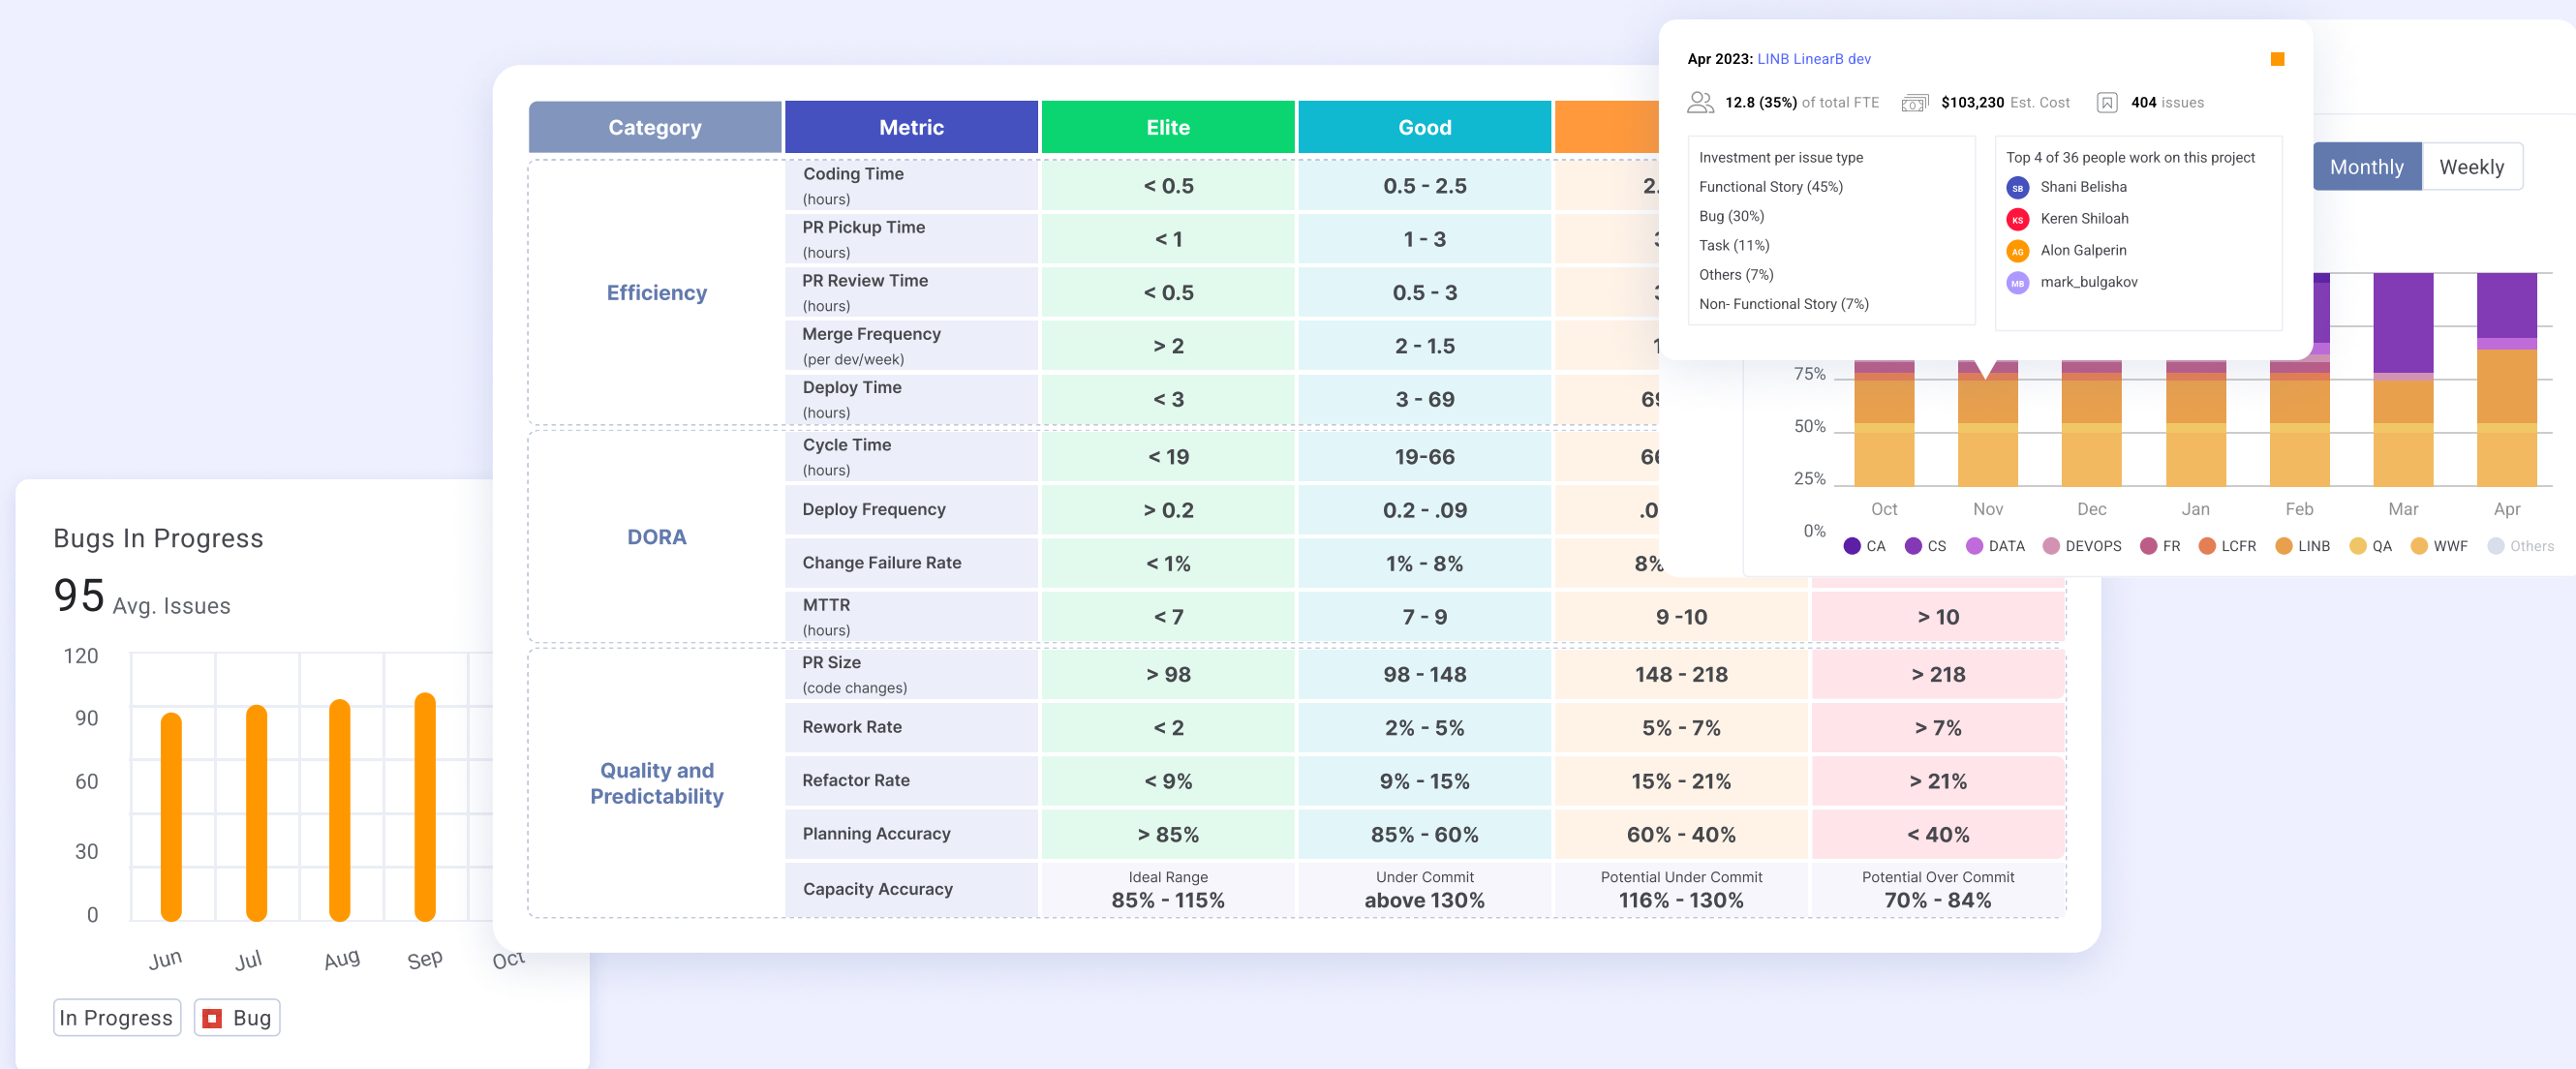 Bugs In Progress
95 Avg. Issues
120
90
60
30
0
Jun Jul Aug Sep Oct
In Progress Bug
Category Metric Elite Good
Efficiency
Coding Time
(hours)
< 0.5 0.5 - 2.5 2.
PR Pickup Time
(hours)
< 1 1 - 3
PR Review Time
(hours)
< 0.5 0.5 - 3
Merge Frequency
(per dev/week)
> 2 2 - 1.5
Deploy Time
(hours)
< 3 3 - 69
DORA
Cycle Time
(hours)
< 19 19-66
Deploy Frequency > 0.2 0.2 - .09 .0
Change Failure Rate < 1% 1% - 8% 8%
MTTR
(hours)
< 7 7 - 9 9 -10 > 10
Quality and
Predictability
PR Size
(code changes)
> 98 98 - 148 148 - 218 > 218
Rework Rate < 2 2% - 5% 5% - 7% > 7%
Refactor Rate < 9% 9% - 15% 15% - 21% > 21%
Planning Accuracy > 85% 85% - 60% 60% - 40% < 40%
Capacity Accuracy
Ideal Range
85% - 115%
Under Commit
above 130%
Potential Under Commit
116% - 130%
Potential Over Commit
70% - 84%
Apr 2023: LINB LinearB dev
12.8 (35%) of total FTE $103,230 Est. Cost 404 issues
Investment per issue type
Functional Story (45%)
Bug (30%)
Task (11%)
Others (7%)
Non- Functional Story (7%)
Top 4 of 36 people work on this project
SB Shani Belisha
KS Keren Shiloah
AG Alon Galperin
MB mark_bulgakov
Monthly Weekly
75%
50%
25%
0%
Oct Nov Dec Jan Feb Mar Apr
CA CS DATA DEVOPS FR LCFR LINB QA WWF Others